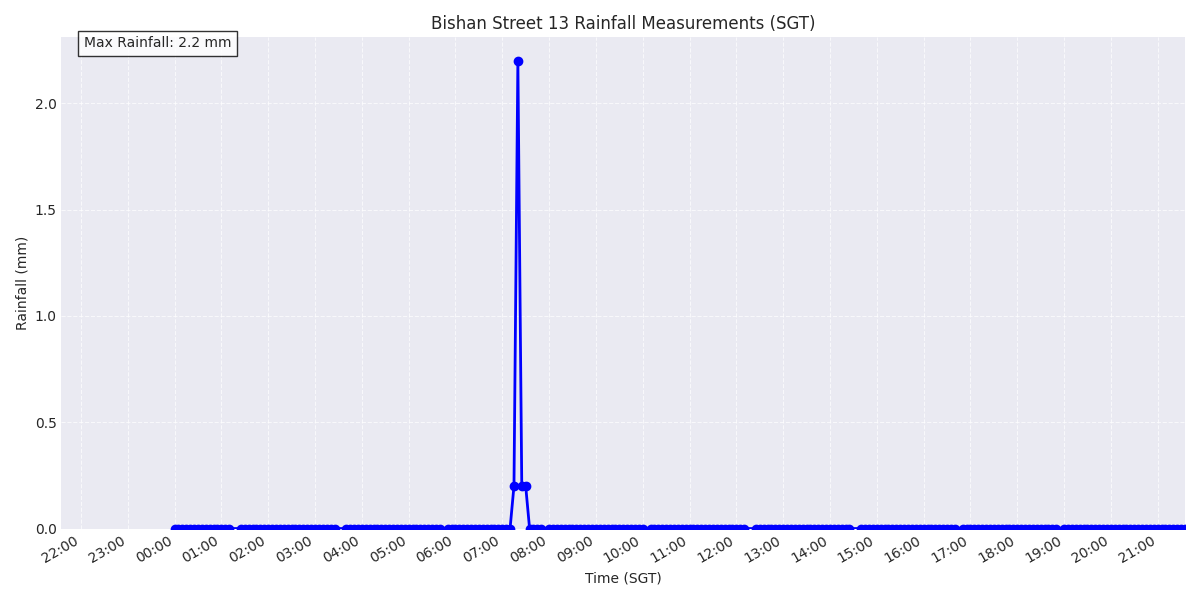 Bishan Street 13 Rainfall Measurements (SGT)
Max Rainfall: 2.2 mm
Rainfall (mm)
2.0
1.5
1.0
0.5
0.0
22:00 23:00 00:00 01:00 02:00 03:00 04:00 05:00 06:00 07:00 08:00 09:00 10:00 11:00 12:00 13:00 14:00 15:00 16:00 17:00 18:00 19:00 20:00 21:00
Time (SGT)